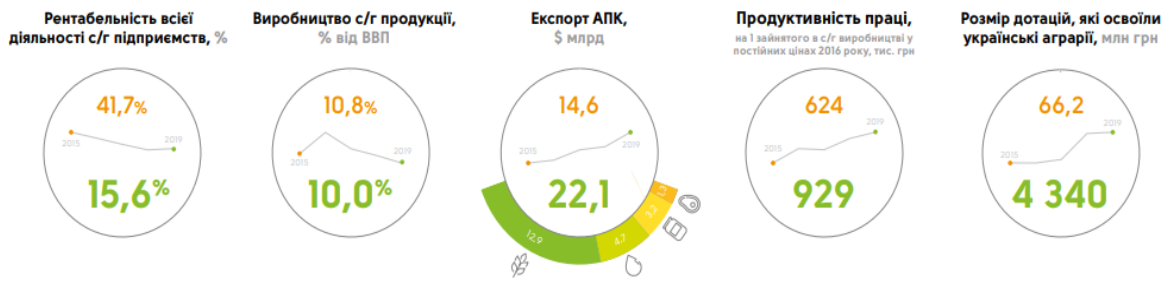 Рентабельність всієї
діяльності с/г підприємств, %
41,7%
2015
2019
15,6%
Виробництво с/г продукції,
% від ВВП
10,8%
2015
2019
10,0%
Експорт АПК,
$ млрд
14,6
2015
2019
22,1
12,9
4,7
3,2
1,3
Продуктивність праці,
на 1 зайнятого в с/г виробництві у
постійних цінах 2016 року, тис. грн
624
2015
2019
929
Розмір дотацій, які освоїли
українські аграрії, млн грн
66,2
2015
2019
4 340